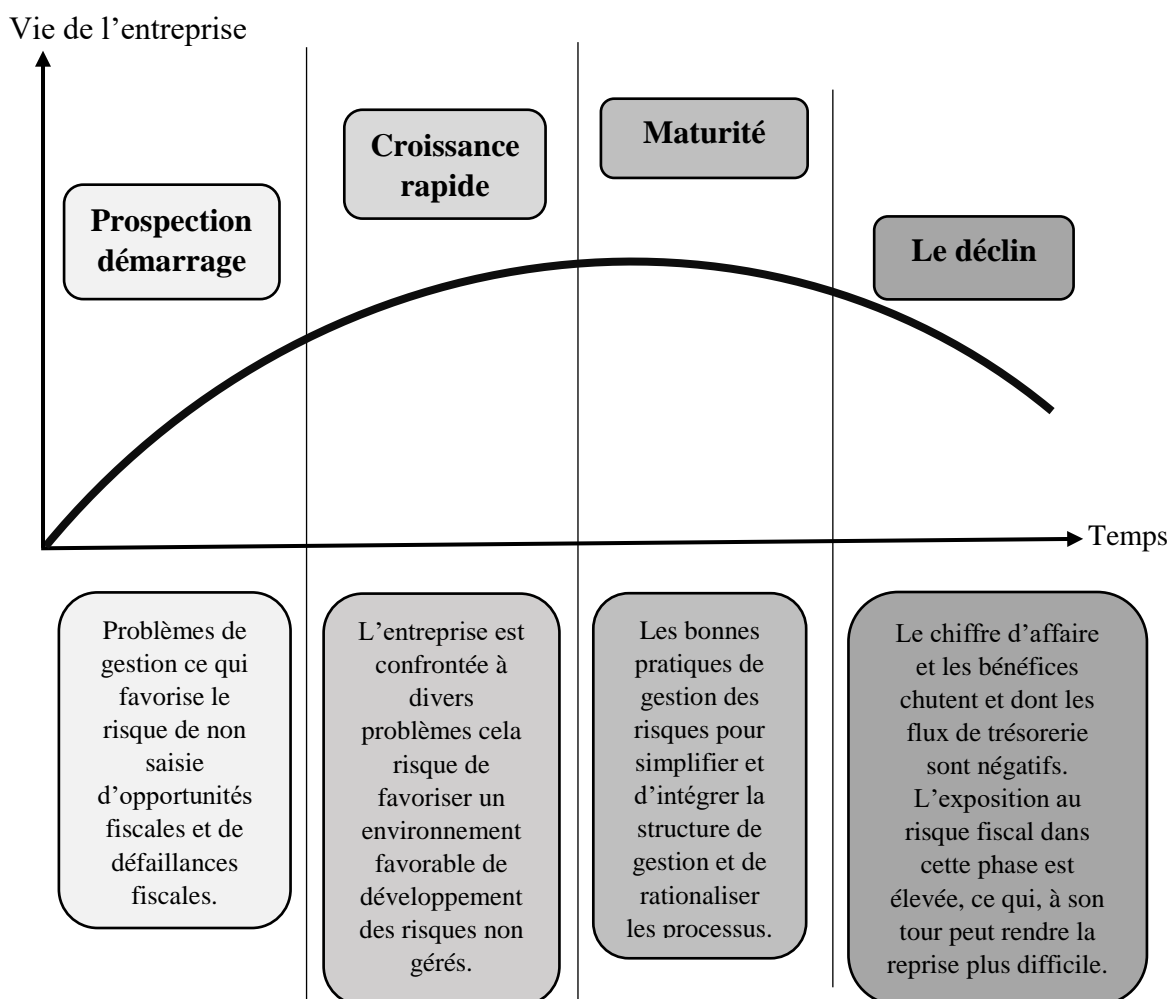 Vie de l’entreprise
Prospection
démarrage
Croissance
rapide
Maturité
Le déclin
Temps
Problèmes de
gestion ce qui
favorise le
risque de non
saisie
d’opportunités
fiscales et de
défaillances
fiscales.
L’entreprise est
confrontée à
divers
problèmes cela
risque de
favoriser un
environnement
favorable de
développement
des risques non
gérés.
Les bonnes
pratiques de
gestion des
risques pour
simplifier et
d’intégrer la
structure de
gestion et de
rationaliser
les processus.
Le chiffre d’affaire
et les bénéfices
chutent et dont les
flux de trésorerie
sont négatifs.
L’exposition au
risque fiscal dans
cette phase est
élevée, ce qui, à son
tour peut rendre la
reprise plus difficile.